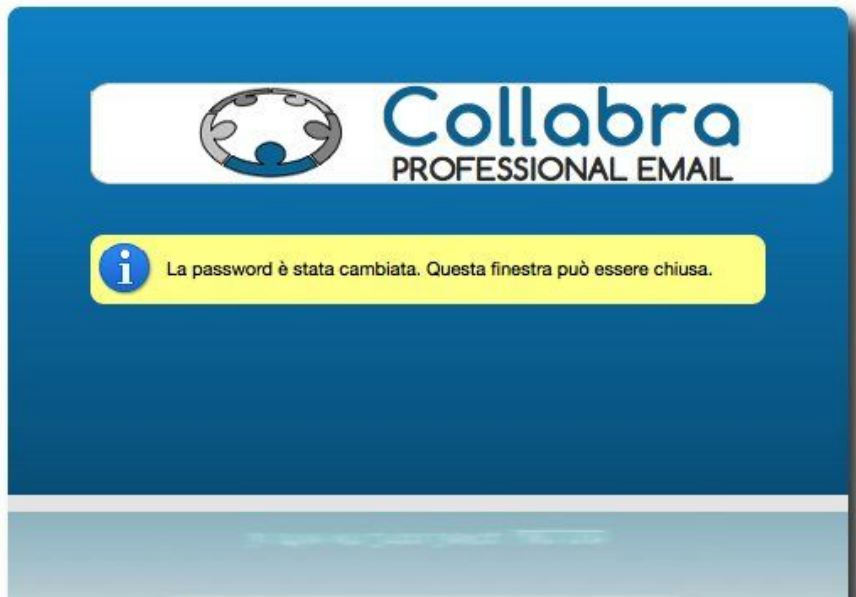 Collabra
PROFESSIONAL EMAIL
La password è stata cambiata. Questa finestra può essere chiusa.